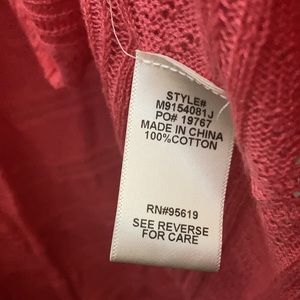 STYLE#
M9154081J
PO# 19767
MADE IN CHINA
100%COTTON
RN#95619
SEE REVERSE
FOR CARE